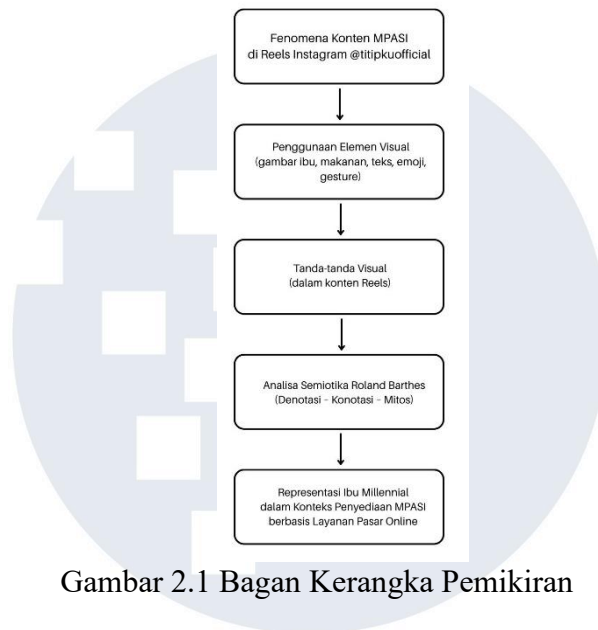 Fenomena Konten MPASI
di Reels Instagram @titipkuofficial
Penggunaan Elemen Visual
(gambar ibu, makanan, teks, emoji,
gesture)
Tanda-tanda Visual
(dalam konten Reels)
Analisa Semiotika Roland Barthes
(Denotasi - Konotasi - Mitos)
Representasi Ibu Millennial
dalam Konteks Penyediaan MPASI
berbasis Layanan Pasar Online
Gambar 2.1 Bagan Kerangka Pemikiran